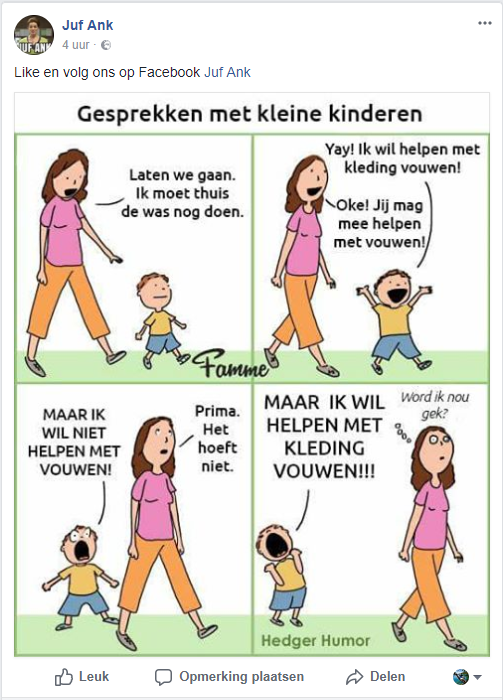 Juf Ank
4 uur
JUF ANK
Like en volg ons op Facebook Juf Ank
Gesprekken met kleine kinderen
Laten we gaan.
Ik moet thuis
de was nog doen.
Yay! Ik wil helpen met
kleding vouwen!
Oke! Jij mag
mee helpen
met vouwen!
Famme
MAAR IK
WIL NIET
HELPEN MET
VOUWEN!
Prima.
Het
hoeft
niet.
MAAR IK WIL
HELPEN MET
KLEDING
VOUWEN!!!
Word ik nou
gek?
Hedger Humor
Leuk
Opmerking plaatsen
Delen